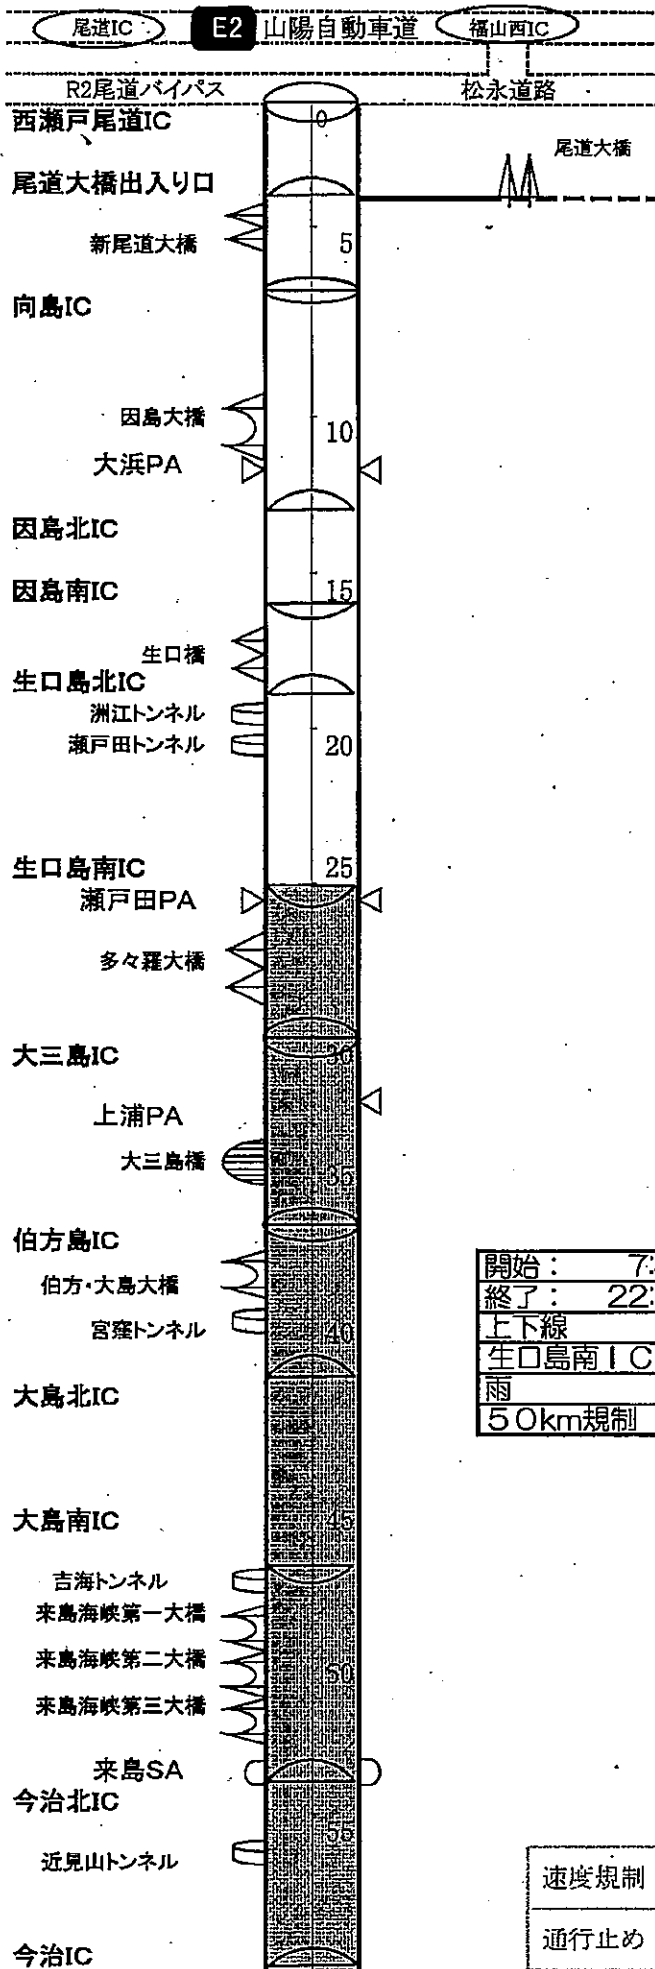 尾道IC E2 山陽自動車道 福山西IC
R2尾道バイパス 松永道路
西瀬戸尾道IC 0
尾道大橋
尾道大橋出入り口
新尾道大橋 5
向島IC
因島大橋 10
大浜PA
因島北IC
因島南IC 15
生口橋
生口島北IC
洲江トンネル
瀬戸田トンネル 20
生口島南IC 25
瀬戸田PA
多々羅大橋
大三島IC 30
上浦PA
大三島橋 35
伯方島IC
開始: 7:
伯方・大島大橋
終了: 22:
宮窪トンネル 40
上下線
生口島南IC
大島北IC
雨
50km規制
大島南IC 45
吉海トンネル
来島海峡第一大橋
来島海峡第二大橋 50
来島海峡第三大橋
来島SA
今治北IC 55
近見山トンネル
速度規制
通行止め
今治IC